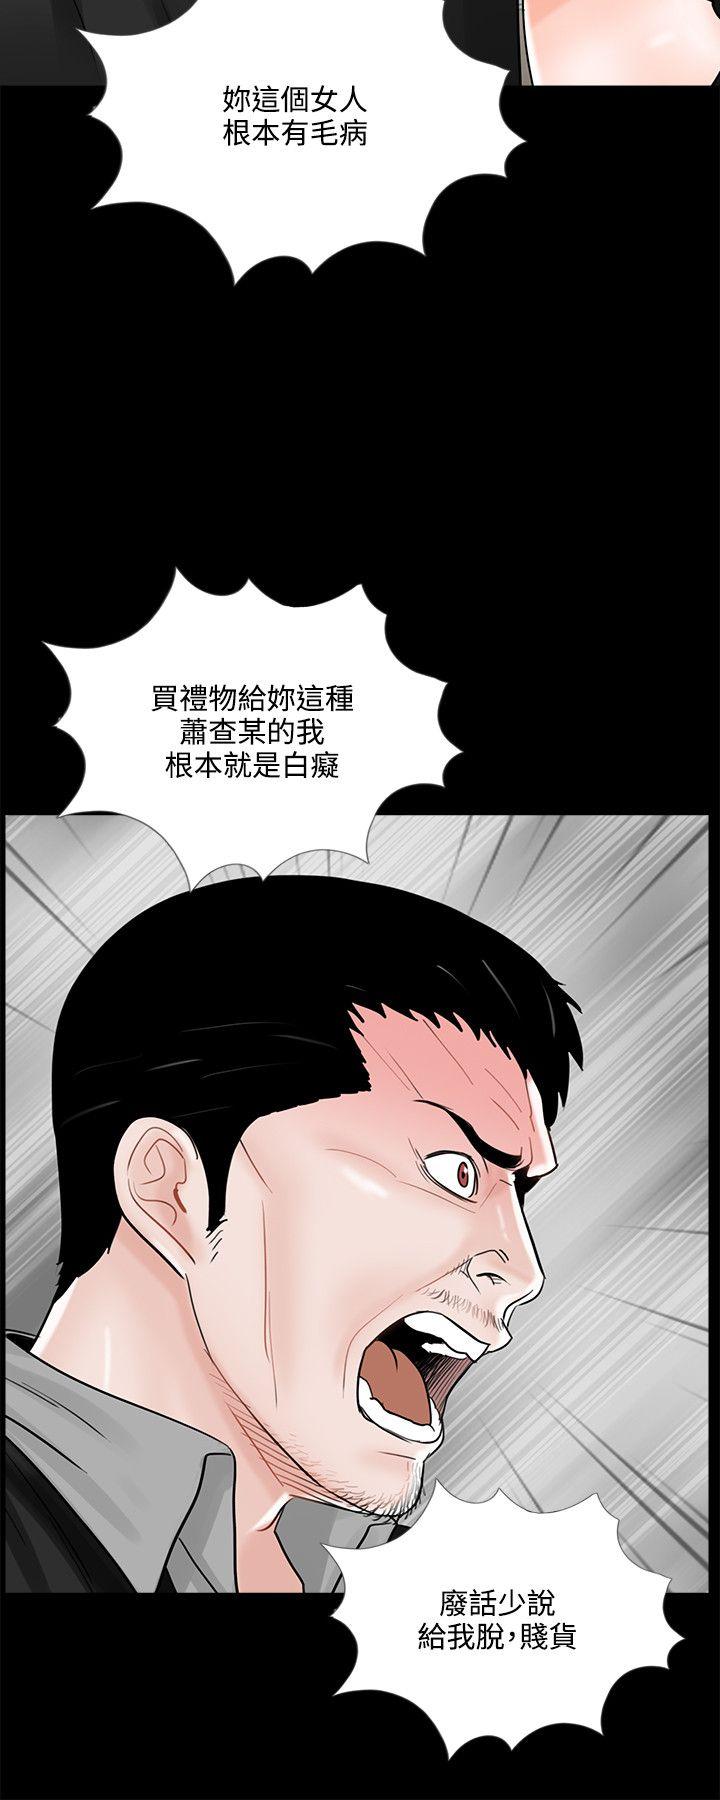 妳這個女人
根本有毛病
買禮物給妳這種
蕭查某的我
根本就是白癡
廢話少說
給我脫,賤貨